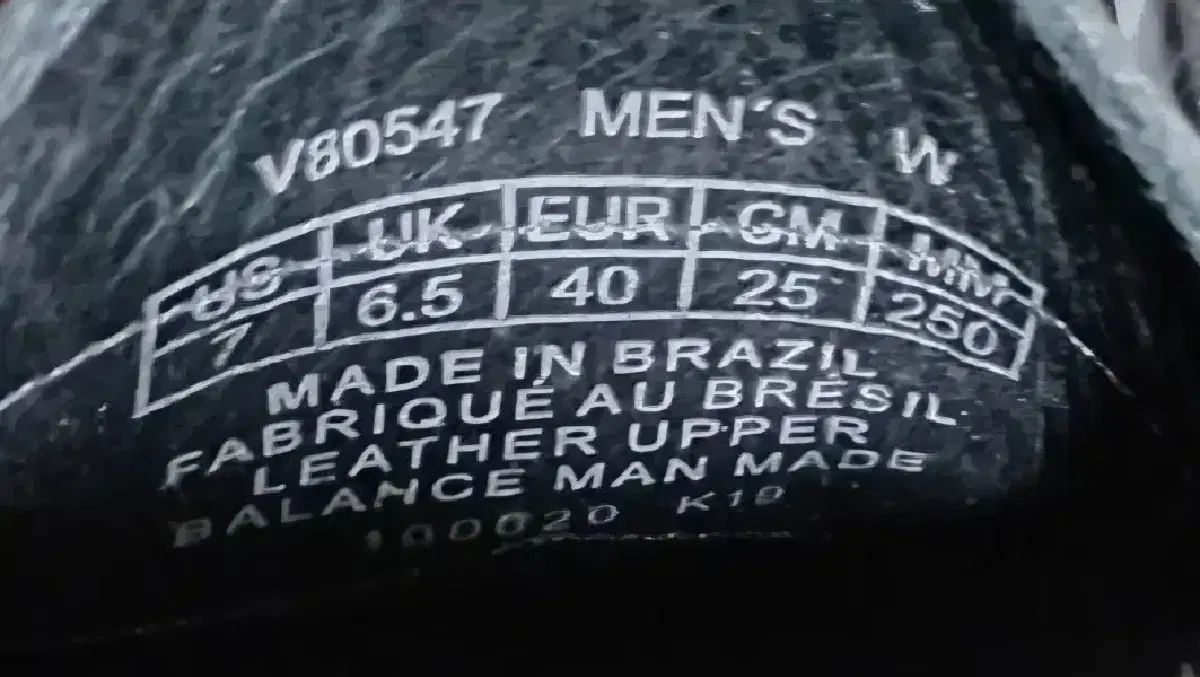 V80547 MEN'S W
US UK EUR CM MM
7 6.5 40 25 250
MADE IN BRAZIL
FABRIQUÉ AU BRÉSIL
LEATHER UPPER
BALANCE MAN MADE
100020 K19